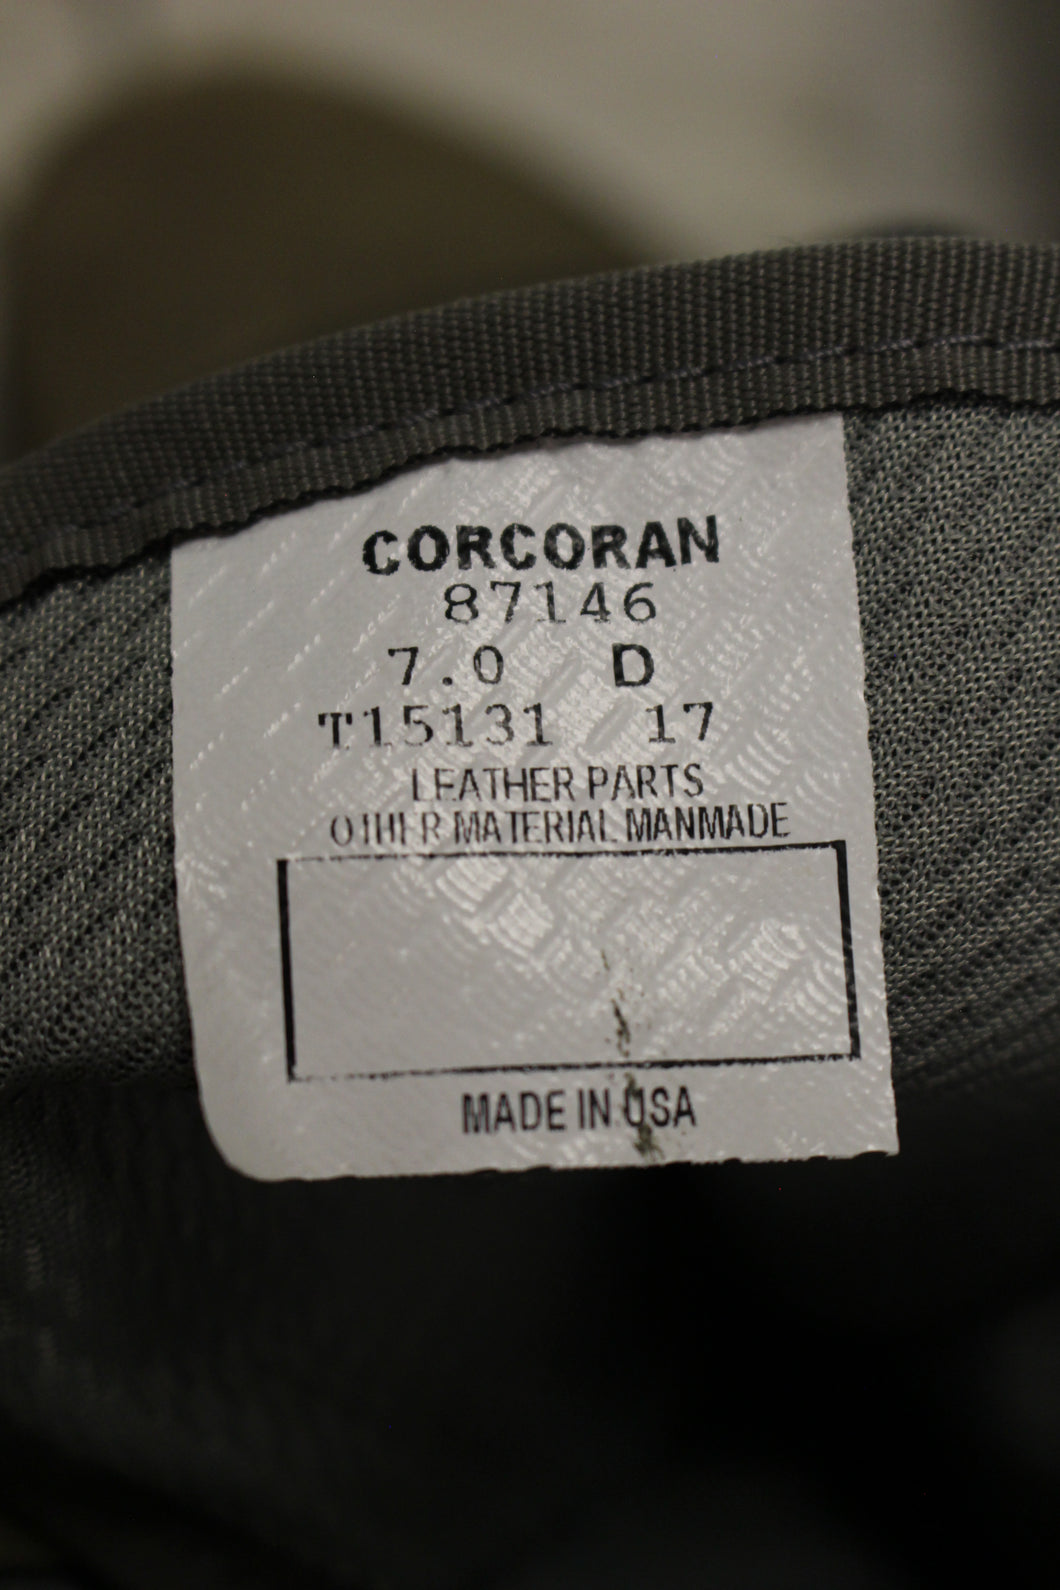 CORCORAN
87146
7.0 D
T15131 17
LEATHER PARTS
OTHER MATERIAL MANMADE
MADE IN USA